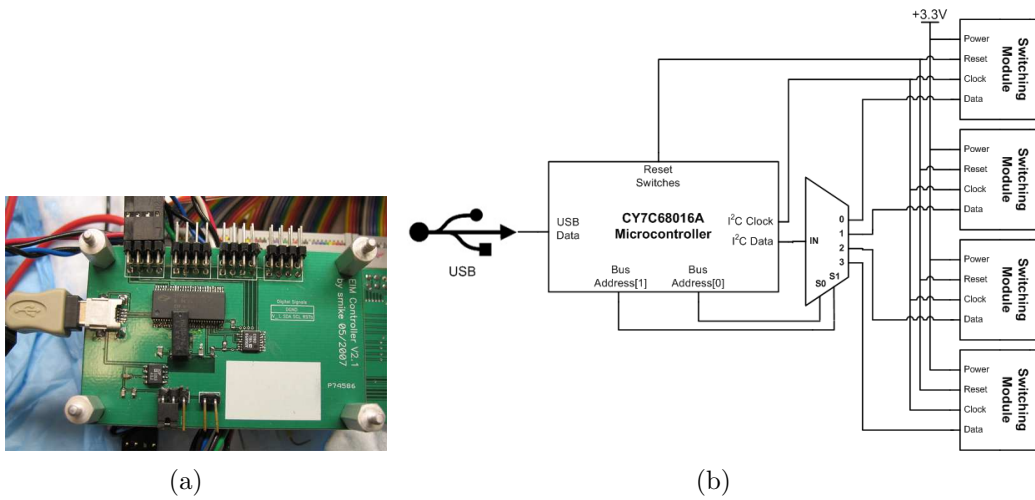 EIM Controller V2.1
by smike 05/2007
Digital Signals
P74586
(a)
+3.3V
Power
Reset
Clock
Data
Switching
Module
Power
Reset
Clock
Data
Switching
Module
Power
Reset
Clock
Data
Switching
Module
Power
Reset
Clock
Data
Switching
Module
Reset
Switches
CY7C68016A
Microcontroller
USB
Data
I²C Clock
I²C Data
Bus
Address[1]
Bus
Address[0]
IN
0
1
2
3
S1
S0
USB
(b)